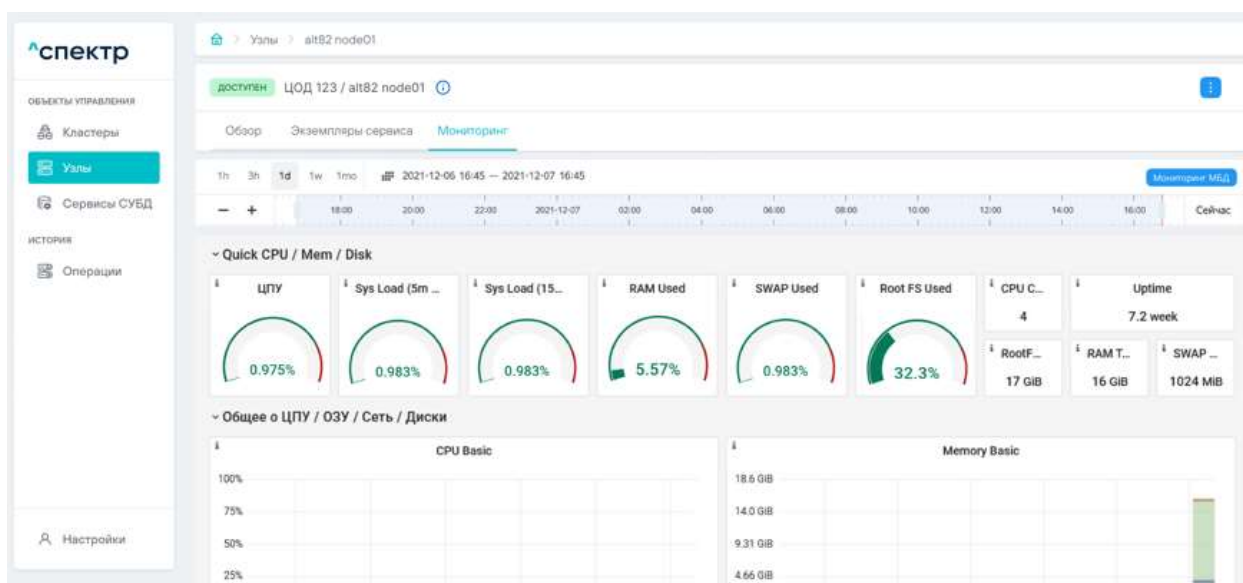 ^спектр
ОБЪЕКТЫ УПРАВЛЕНИЯ
Кластеры
Узлы
Сервисы СУБД
ИСТОРИЯ
Операции
Настройки
Узлы > alt82 node01
ДОСТУПЕН ЦОД 123 / alt82 node01
Обзор Экземпляры сервиса Мониторинг
1h 3h 1d 1w 1mo 2021-12-06 16:45 — 2021-12-07 16:45 Мониторинг МБД
− + 18:00 20:00 22:00 2021-12-07 02:00 04:00 06:00 08:00 10:00 12:00 14:00 16:00 Сейчас
Quick CPU / Mem / Disk
ЦПУ Sys Load (5m ... Sys Load (15... RAM Used SWAP Used Root FS Used CPU C... Uptime
4 7.2 week
0.975% 0.983% 0.983% 5.57% 0.983% 32.3% RootF... RAM T... SWAP ...
17 GiB 16 GiB 1024 MiB
Общее о ЦПУ / ОЗУ / Сеть / Диски
CPU Basic
100%
75%
50%
25%
Memory Basic
18.6 GiB
14.0 GiB
9.31 GiB
4.66 GiB